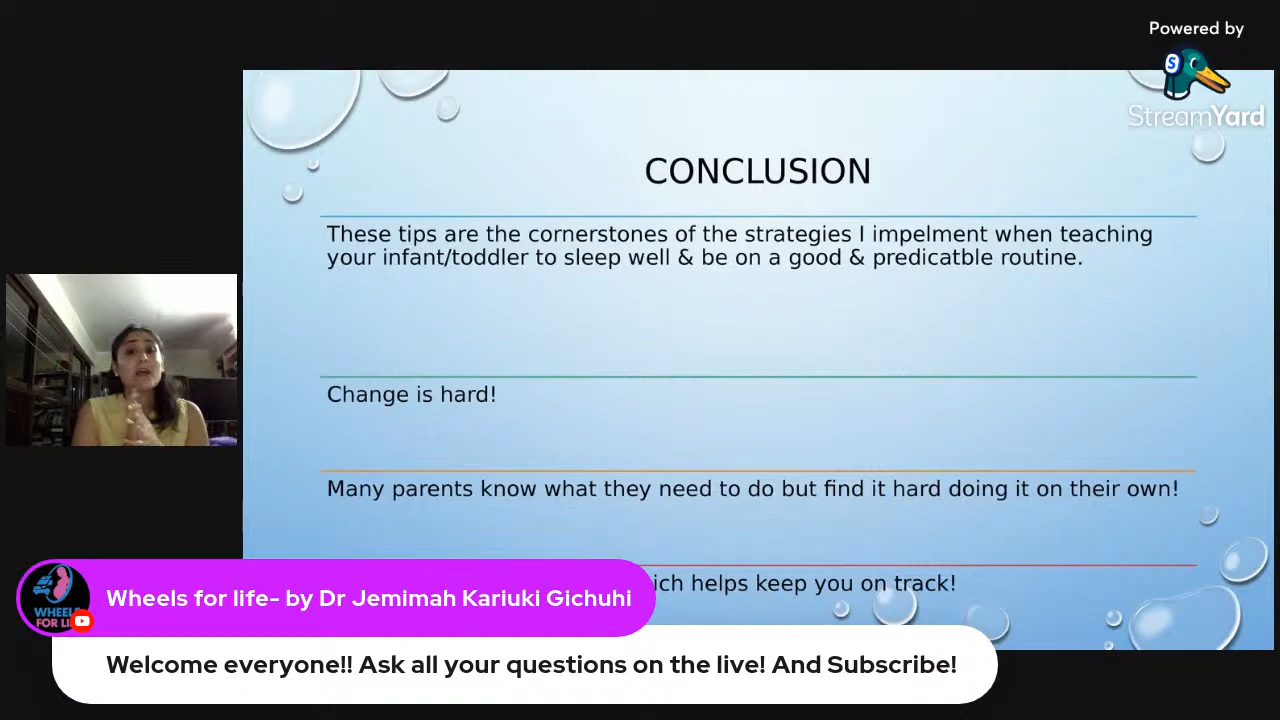 Powered by
StreamYard
CONCLUSION
These tips are the cornerstones of the strategies I impelment when teaching
your infant/toddler to sleep well & be on a good & predicatble routine.
Change is hard!
Many parents know what they need to do but find it hard doing it on their own!
helps keep you on track!
WHEELS
FOR LI
Wheels for life- by Dr Jemimah Kariuki Gichuhi
Welcome everyone!! Ask all your questions on the live! And Subscribe!